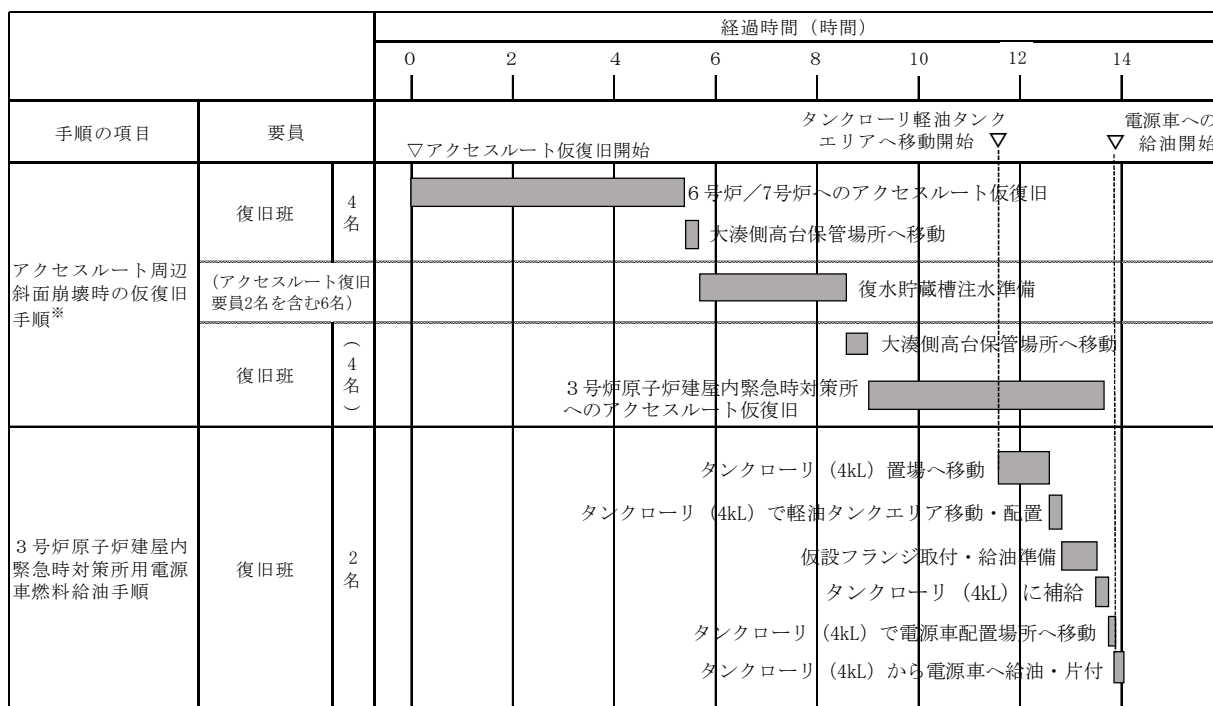 経過時間（時間）
0 2 4 6 8 10 12 14
手順の項目
要員
▽アクセスルート仮復旧開始
タンクローリ軽油タンク
エリアへ移動開始 ▽
電源車への
▽ 給油開始
アクセスルート周辺
斜面崩壊時の仮復旧
手順※
復旧班
4
名
6号炉／7号炉へのアクセスルート仮復旧
大湊側高台保管場所へ移動
（アクセスルート復旧
要員2名を含む6名）
復水貯蔵槽注水準備
復旧班
（
4
名
）
大湊側高台保管場所へ移動
３号炉原子炉建屋内緊急時対策所
へのアクセスルート仮復旧
３号炉原子炉建屋内
緊急時対策所用電源
車燃料給油手順
復旧班
2
名
タンクローリ（4kL）置場へ移動
タンクローリ（4kL）で軽油タンクエリア移動・配置
仮設フランジ取付・給油準備
タンクローリ（4kL）に補給
タンクローリ（4kL）で電源車配置場所へ移動
タンクローリ（4kL）から電源車へ給油・片付